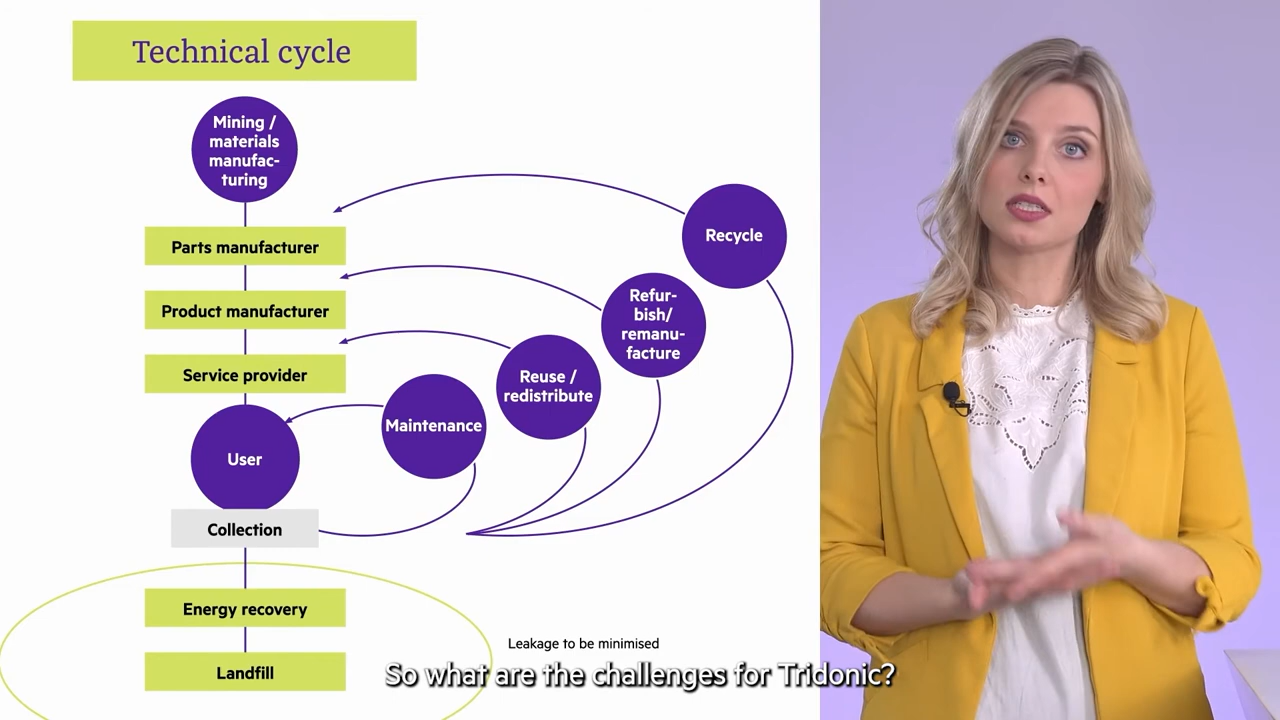 Technical cycle
Mining /
materials
manufac-
turing
Parts manufacturer
Product manufacturer
Service provider
User
Collection
Energy recovery
Landfill
Maintenance
Reuse /
redistribute
Refur-
bish/
remanu-
facture
Recycle
Leakage to be minimised
So what are the challenges for Tridonic?